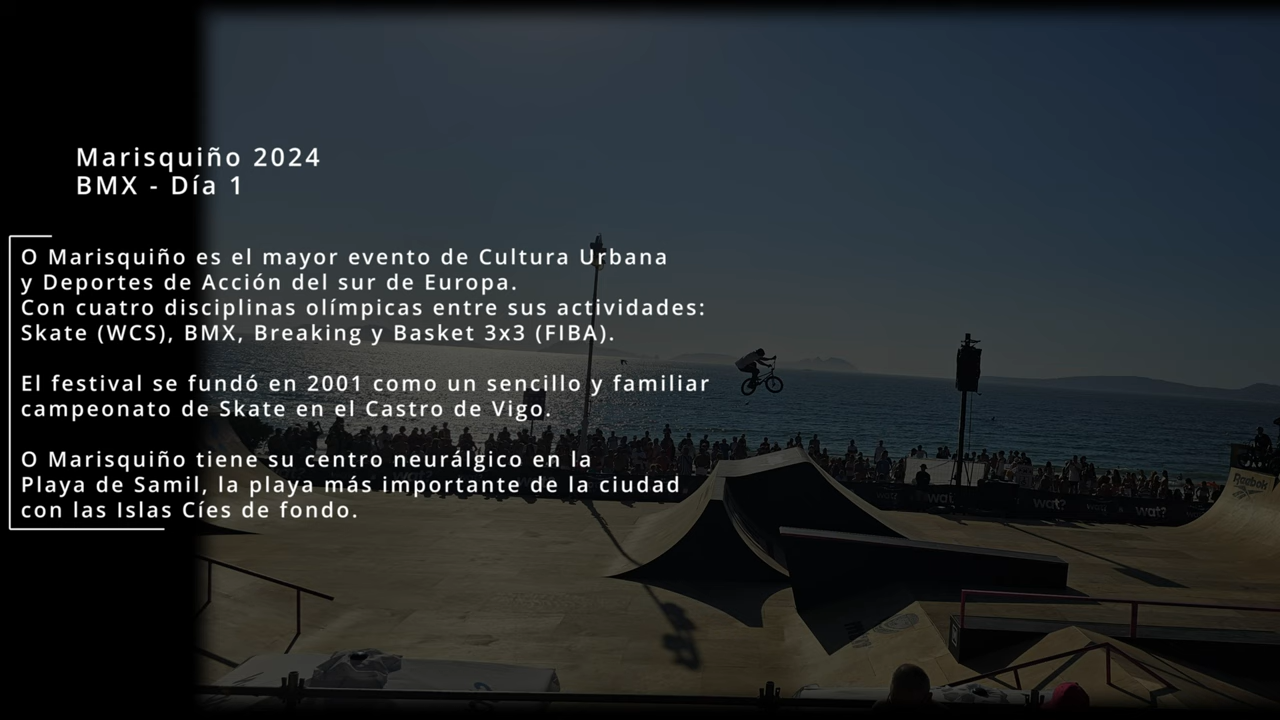 Marisquiño 2024
BMX - Día 1
O Marisquiño es el mayor evento de Cultura Urbana
y Deportes de Acción del sur de Europa.
Con cuatro disciplinas olímpicas entre sus actividades:
Skate (WCS), BMX, Breaking y Basket 3x3 (FIBA).
El festival se fundó en 2001 como un sencillo y familiar
campeonato de Skate en el Castro de Vigo.
O Marisquiño tiene su centro neurálgico en la
Playa de Samil, la playa más importante de la ciudad
con las Islas Cíes de fondo.
Reebok
wat?
wat?
wat?